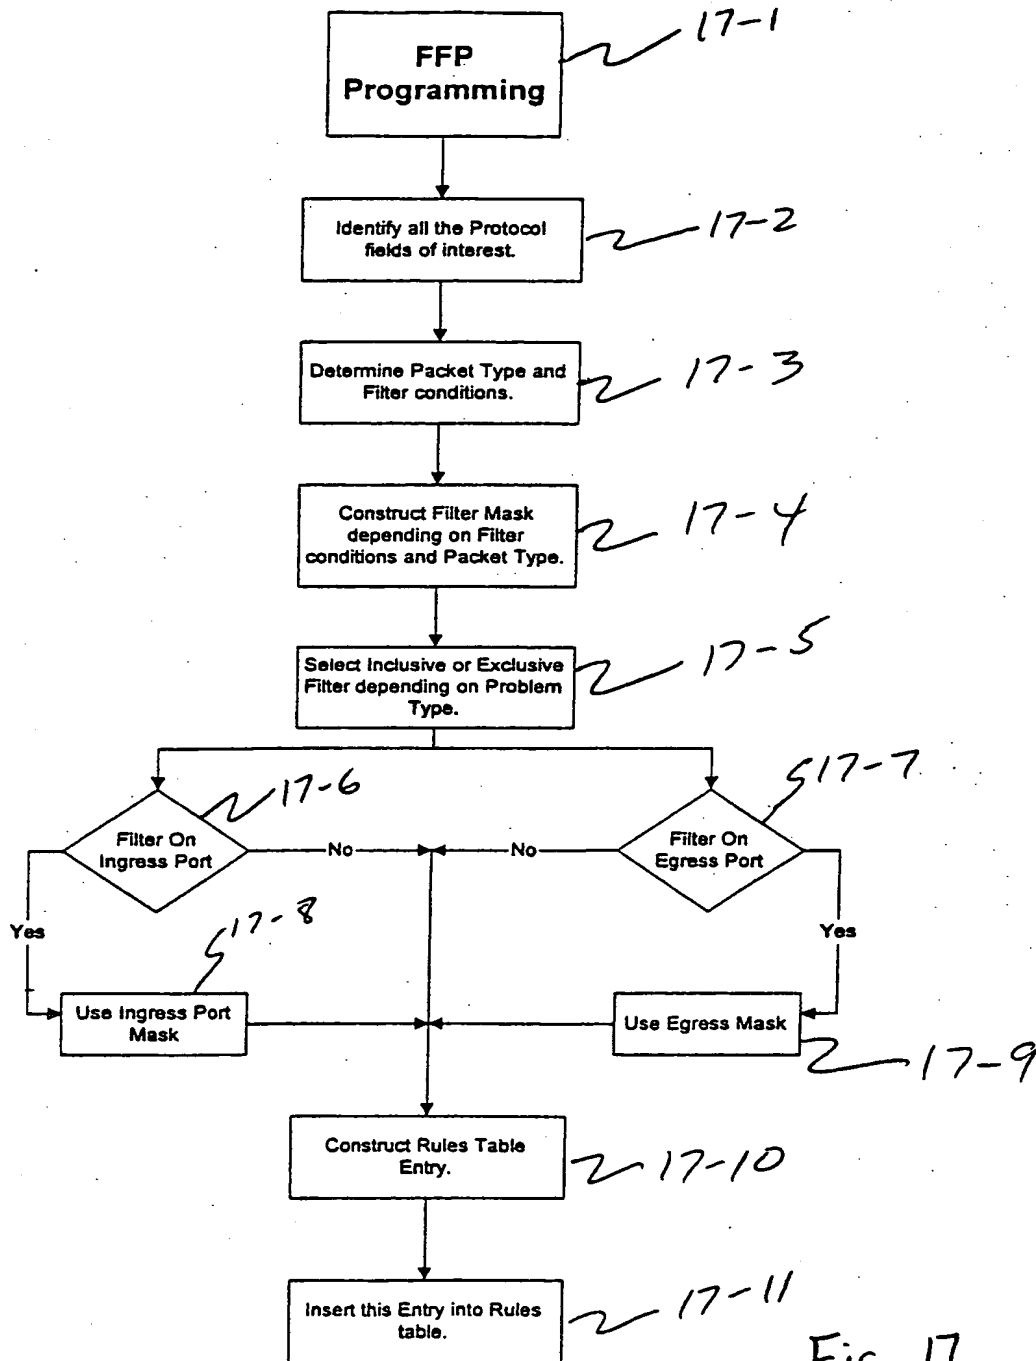 FFP
Programming
17-1
Identify all the Protocol
fields of interest.
17-2
Determine Packet Type and
Filter conditions.
17-3
Construct Filter Mask
depending on Filter
conditions and Packet Type.
17-4
Select Inclusive or Exclusive
Filter depending on Problem
Type.
17-5
17-6
17-7
Filter On
Ingress Port
No
No
Filter On
Egress Port
Yes
17-8
Yes
Use Ingress Port
Mask
Use Egress Mask
17-9
Construct Rules Table
Entry.
17-10
Insert this Entry into Rules
table.
17-11
Fig. 17